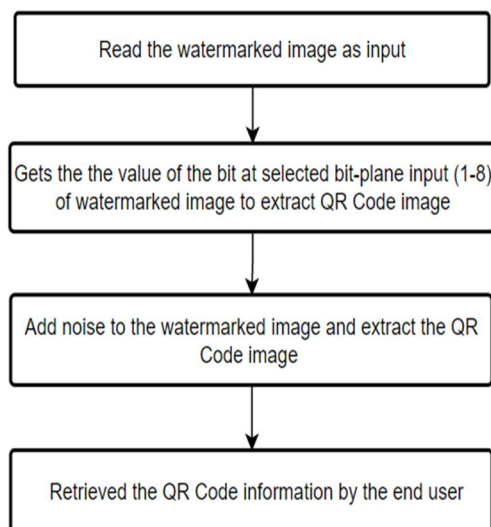 Read the watermarked image as input
Gets the the value of the bit at selected bit-plane input (1-8)
of watermarked image to extract QR Code image
Add noise to the watermarked image and extract the QR
Code image
Retrieved the QR Code information by the end user